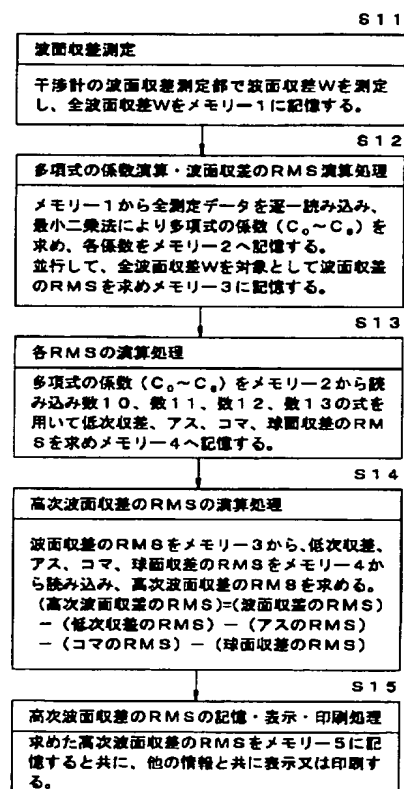 S11
波面収差測定
干渉計の波面収差測定部で波面収差Wを測定
し、全波面収差Wをメモリー1に記憶する。
S12
多項式の係数演算・波面収差のRMS演算処理
メモリー1から全測定データを逐一読み込み、
最小二乗法により多項式の係数(C₀~C₈)を
求め、各係数をメモリー2へ記憶する。
並行して、全波面収差Wを対象として波面収差
のRMSを求めメモリー3に記憶する。
S13
各RMSの演算処理
多項式の係数(C₀~C₈)をメモリー2から読
み込み数10、数11、数12、数13の式を
用いて低次収差、アス、コマ、球面収差のRM
Sを求めメモリー4へ記憶する。
S14
高次波面収差のRMSの演算処理
波面収差のRMSをメモリー3から、低次収差、
アス、コマ、球面収差のRMSをメモリー4か
ら読み込み、高次波面収差のRMSを求める。
(高次波面収差のRMS)=(波面収差のRMS)
-(低次収差のRMS)-(アスのRMS)
-(コマのRMS)-(球面収差のRMS)
S15
高次波面収差のRMSの記憶・表示・印刷処理
求めた高次波面収差のRMSをメモリー5に記
憶すると共に、他の情報と共に表示又は印刷す
る。